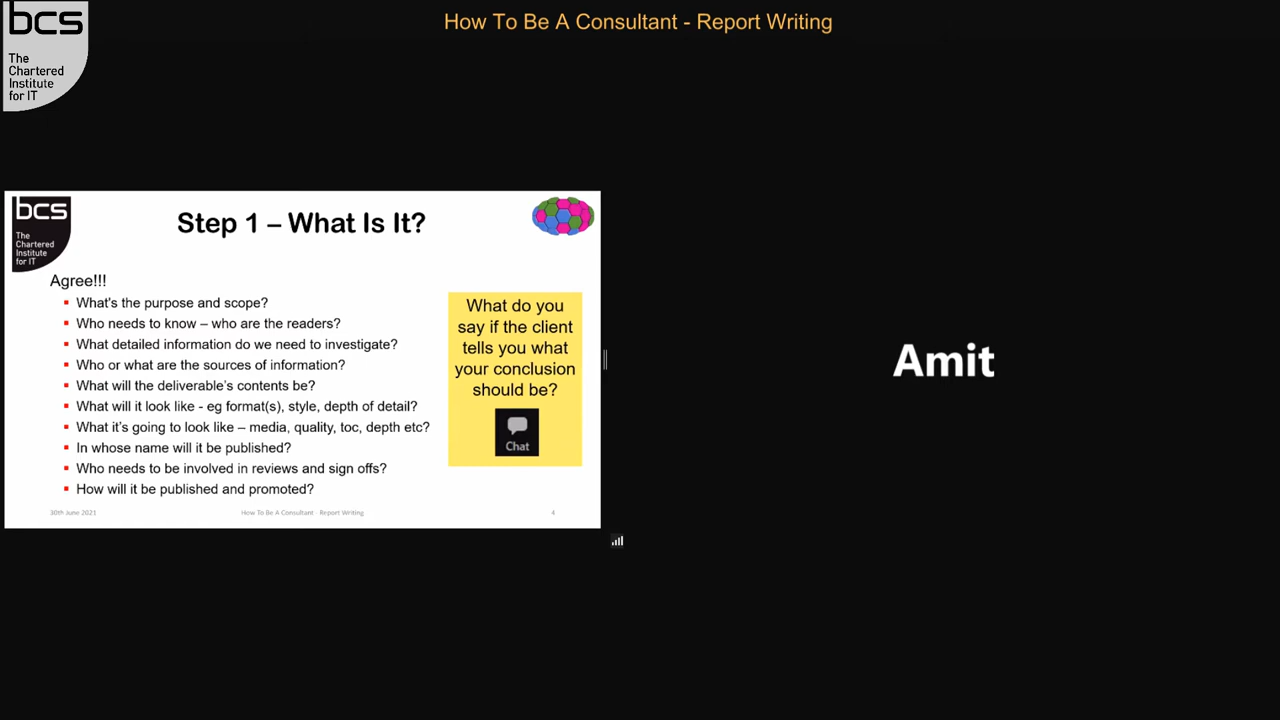 bcs
The
Chartered
Institute
for IT
How To Be A Consultant - Report Writing
bcs
The
Chartered
Institute
for IT
Step 1 – What Is It?
Agree!!!
What's the purpose and scope?
Who needs to know – who are the readers?
What detailed information do we need to investigate?
Who or what are the sources of information?
What will the deliverable's contents be?
What will it look like - eg format(s), style, depth of detail?
What it's going to look like – media, quality, toc, depth etc?
In whose name will it be published?
Who needs to be involved in reviews and sign offs?
How will it be published and promoted?
What do you
say if the client
tells you what
your conclusion
should be?
Chat
30th June 2021
How To Be A Consultant - Report Writing
4
Amit